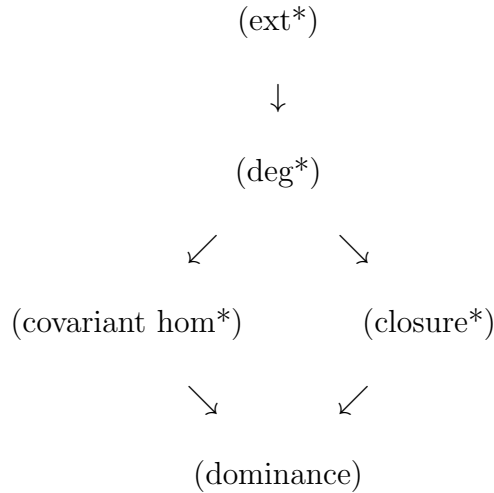 (ext*)
↓
(deg*)
↙ ↘
(covariant hom*) (closure*)
↘ ↙
(dominance)